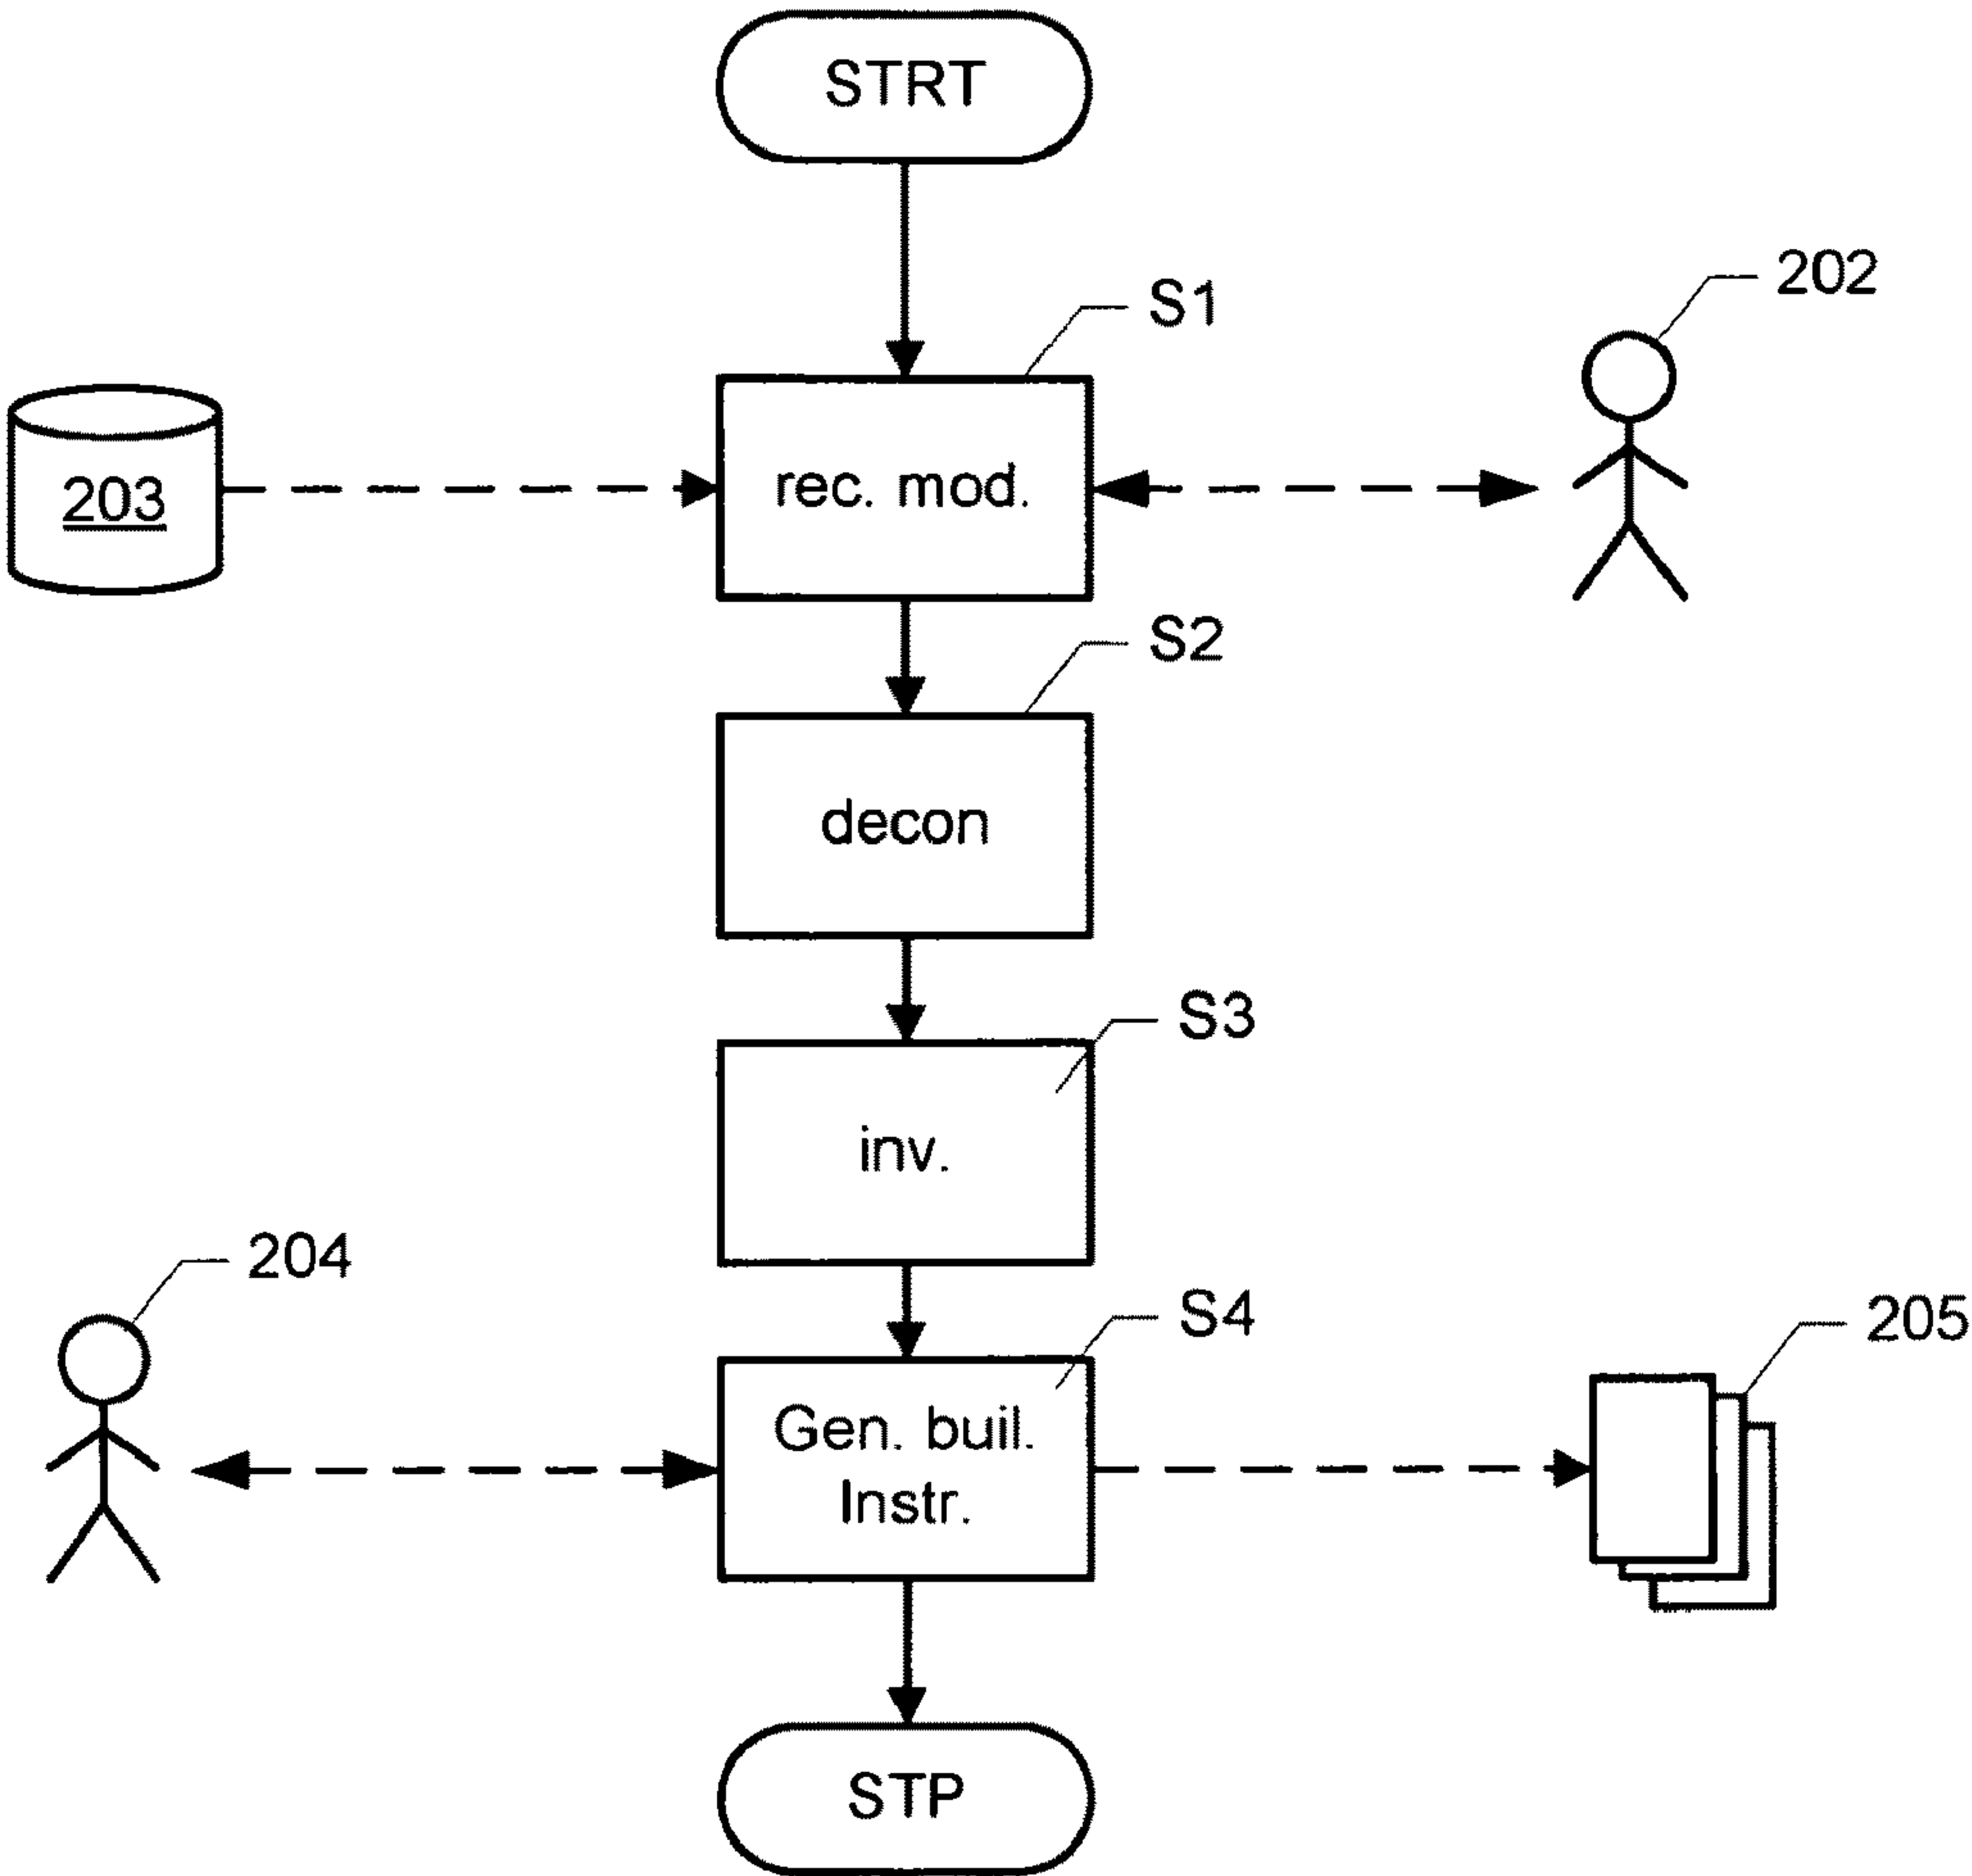 STRT
S1
202
203
rec. mod.
S2
decon
S3
inv.
204
S4
205
Gen. buil.
Instr.
STP